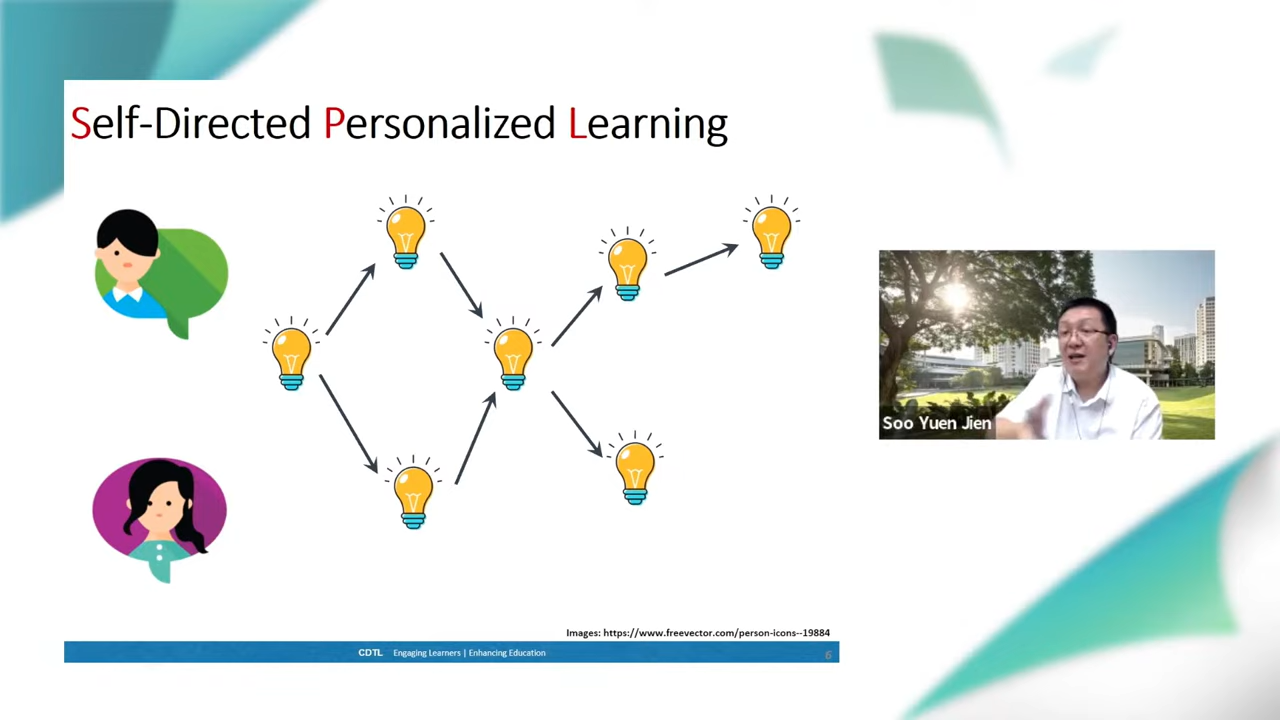 Self-Directed Personalized Learning
Soo Yuen Jien
Images: https://www.freevector.com/person-icons--19884
CDTL Engaging Learners | Enhancing Education
6